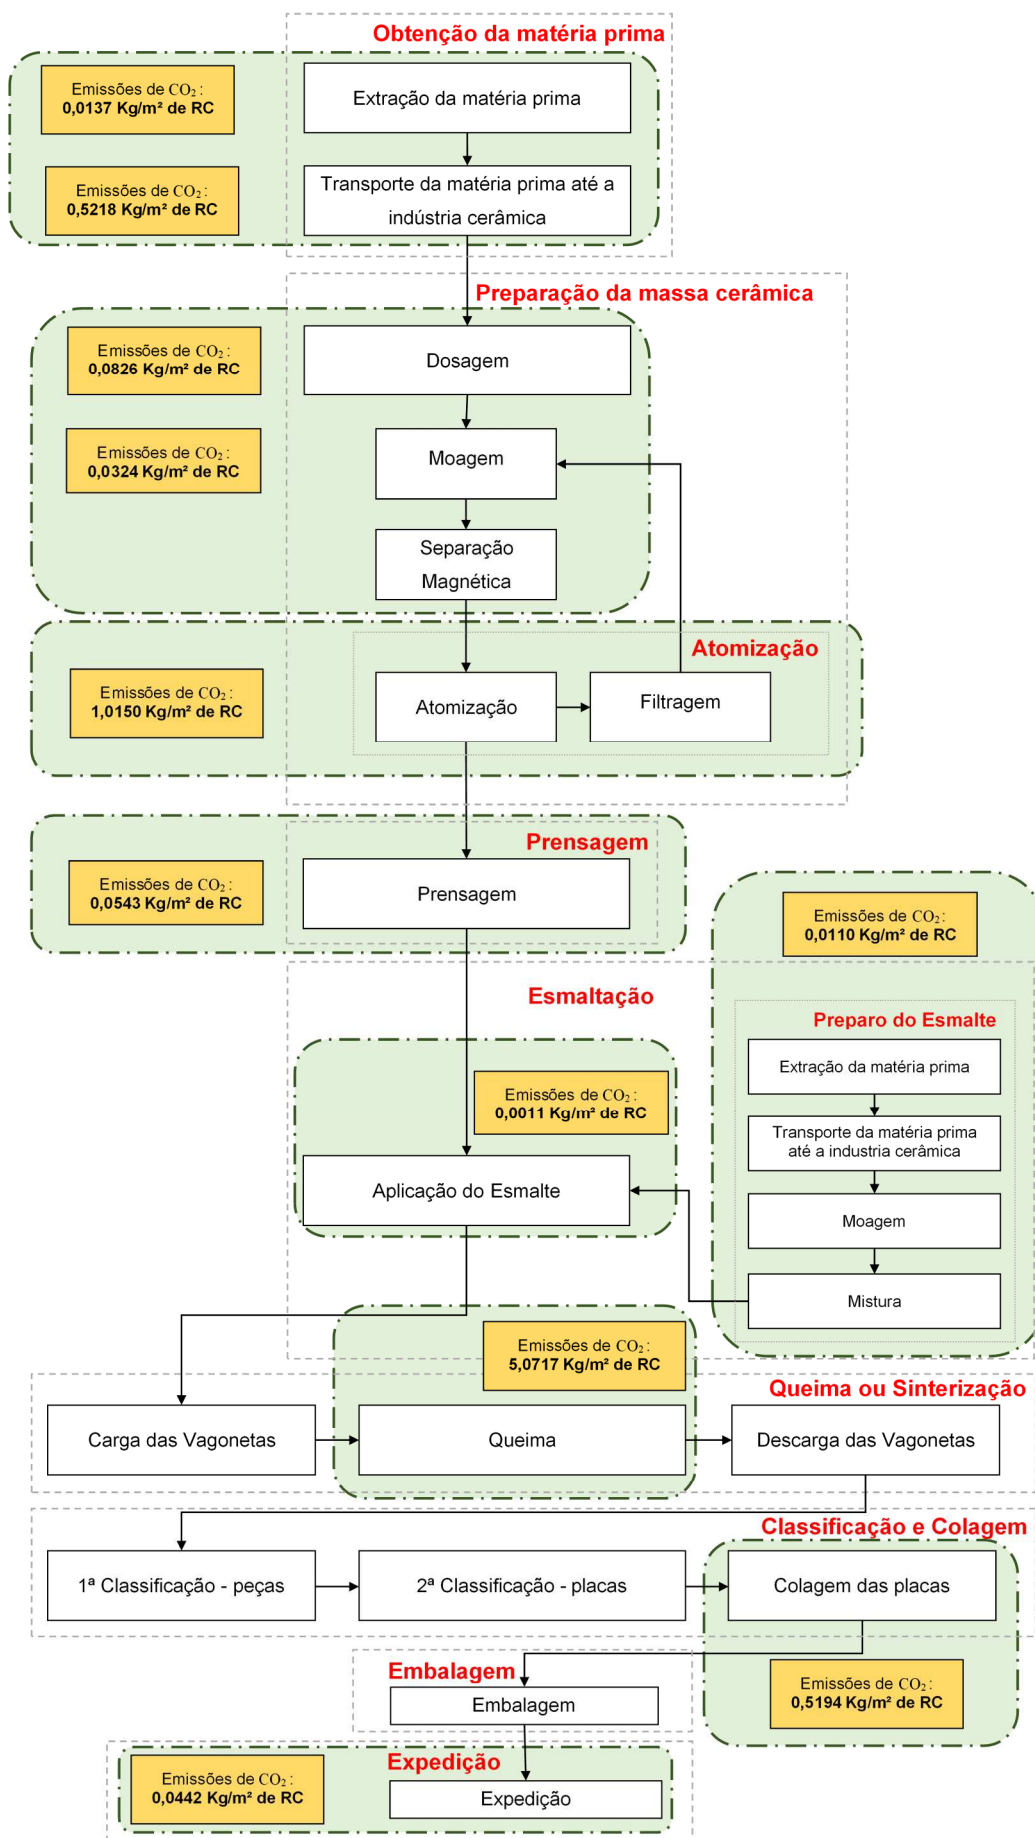 Obtenção da matéria prima
Emissões de CO₂:
0,0137 Kg/m² de RC
Extração da matéria prima
Emissões de CO₂:
0,5218 Kg/m² de RC
Transporte da matéria prima até a
indústria cerâmica
Preparação da massa cerâmica
Emissões de CO₂:
0,0826 Kg/m² de RC
Dosagem
Emissões de CO₂:
0,0324 Kg/m² de RC
Moagem
Separação
Magnética
Atomização
Emissões de CO₂:
1,0150 Kg/m² de RC
Atomização
Filtragem
Prensagem
Emissões de CO₂:
0,0543 Kg/m² de RC
Prensagem
Emissões de CO₂:
0,0110 Kg/m² de RC
Esmaltação
Preparo do Esmalte
Extração da matéria prima
Transporte da matéria prima
até a industria cerâmica
Moagem
Mistura
Emissões de CO₂:
0,0011 Kg/m² de RC
Aplicação do Esmalte
Emissões de CO₂:
5,0717 Kg/m² de RC
Queima ou Sinterização
Carga das Vagonetas
Queima
Descarga das Vagonetas
Classificação e Colagem
1ª Classificação - peças
2ª Classificação - placas
Colagem das placas
Emissões de CO₂:
0,5194 Kg/m² de RC
Embalagem
Embalagem
Expedição
Emissões de CO₂:
0,0442 Kg/m² de RC
Expedição